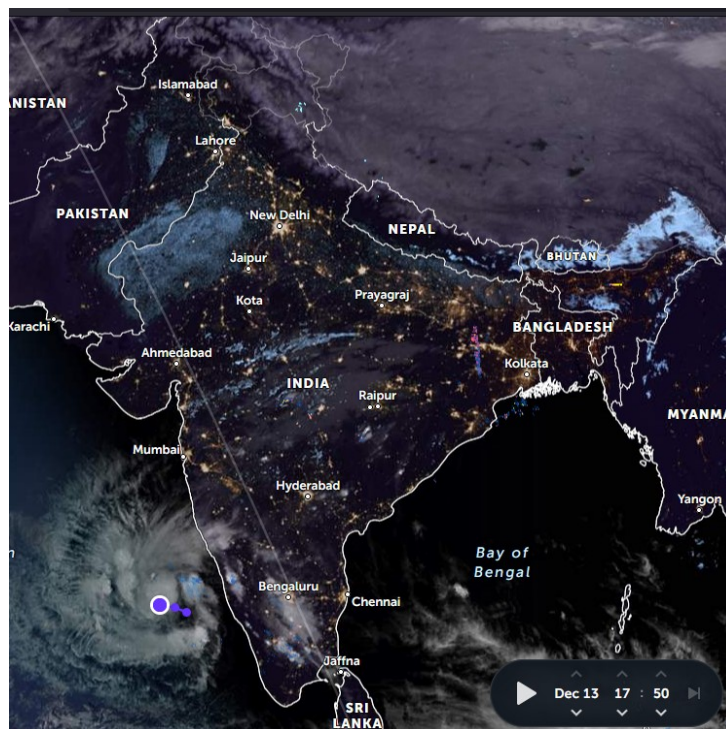 Islamabad
ANISTAN
Lahore
PAKISTAN
New Delhi
NEPAL
BHUTAN
Jaipur
Kota
Prayagraj
Karachi
BANGLADESH
Ahmedabad
Kolkata
INDIA
Raipur
MYANMA
Mumbai
Hyderabad
Yangon
n
Bay of
Bengal
Bengaluru
Chennai
Jaffna
SRI
LANKA
Dec 13 17 : 50